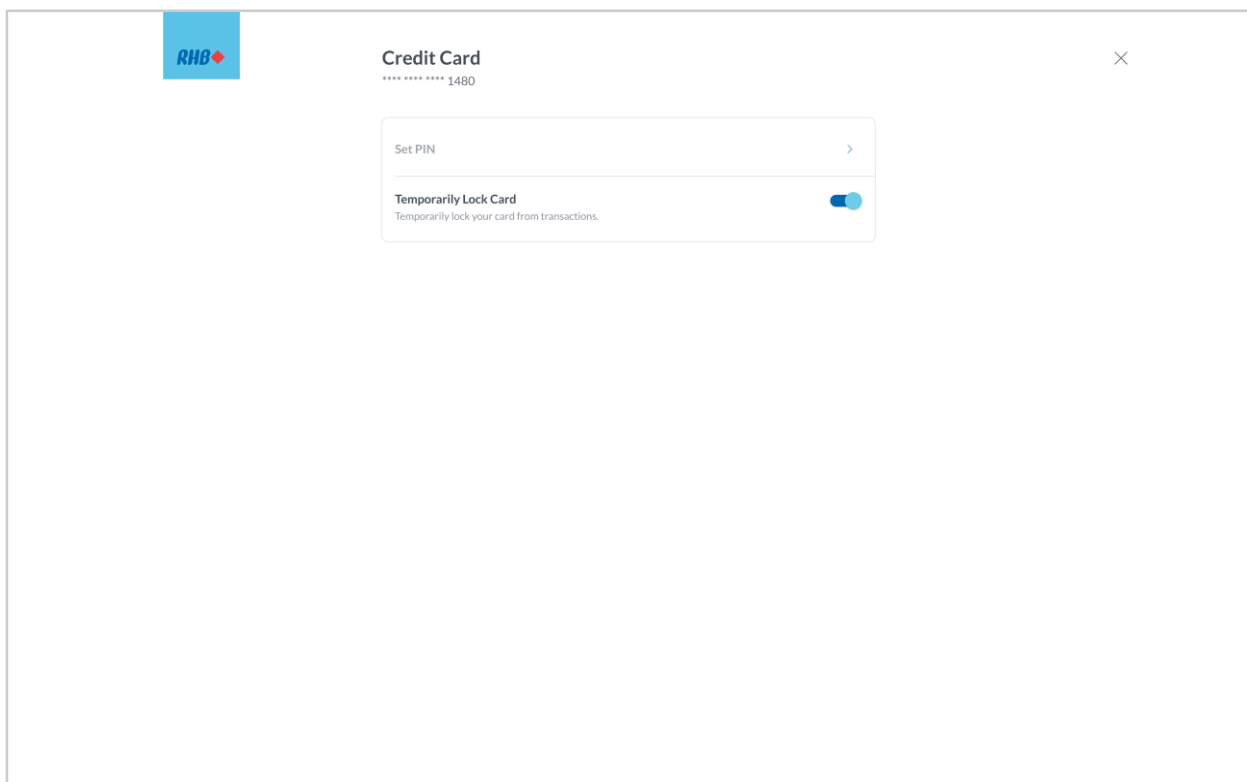 RHB
Credit Card
**** **** **** 1480
Set PIN
Temporarily Lock Card
Temporarily lock your card from transactions.